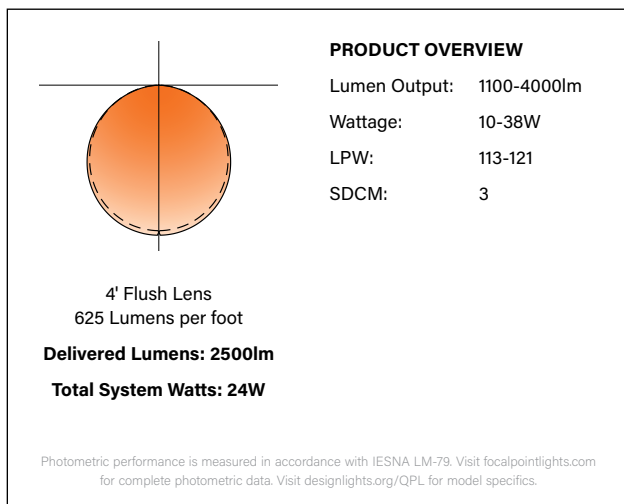 PRODUCT OVERVIEW
Lumen Output: 1100-4000lm
Wattage: 10-38W
LPW: 113-121
SDCM: 3
4' Flush Lens
625 Lumens per foot
Delivered Lumens: 2500lm
Total System Watts: 24W
Photometric performance is measured in accordance with IESNA LM-79. Visit focalpointlights.com
for complete photometric data. Visit designlights.org/QPL for model specifics.